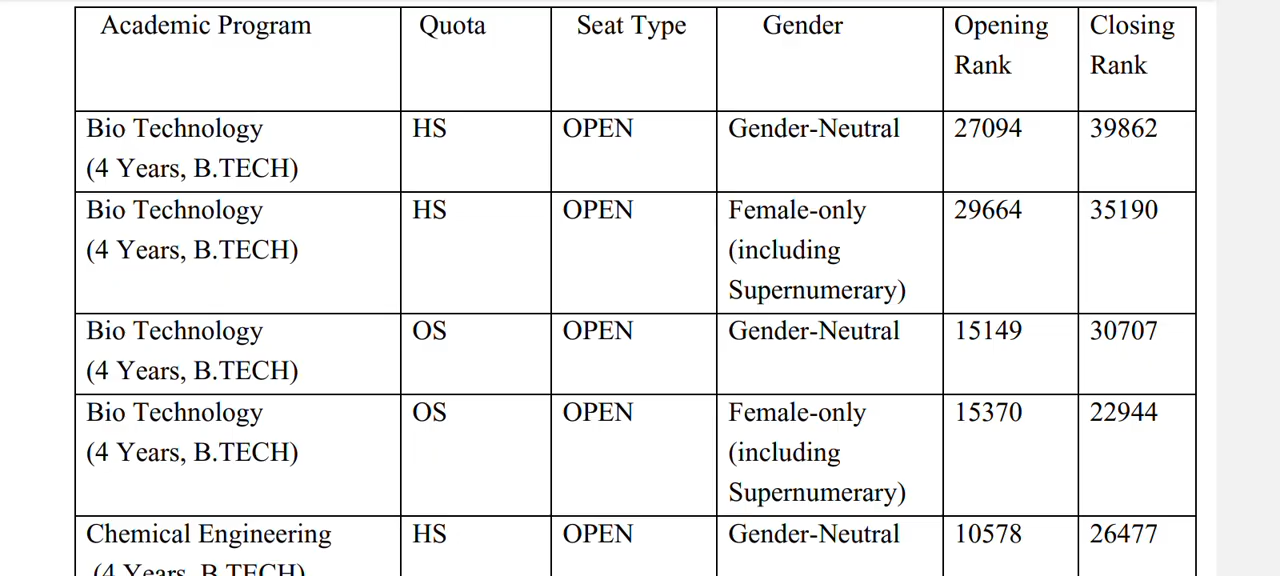 Academic Program Quota Seat Type Gender Opening Rank Closing Rank
Bio Technology (4 Years, B.TECH) HS OPEN Gender-Neutral 27094 39862
Bio Technology (4 Years, B.TECH) HS OPEN Female-only (including Supernumerary) 29664 35190
Bio Technology (4 Years, B.TECH) OS OPEN Gender-Neutral 15149 30707
Bio Technology (4 Years, B.TECH) OS OPEN Female-only (including Supernumerary) 15370 22944
Chemical Engineering (4 Years, B.TECH) HS OPEN Gender-Neutral 10578 26477